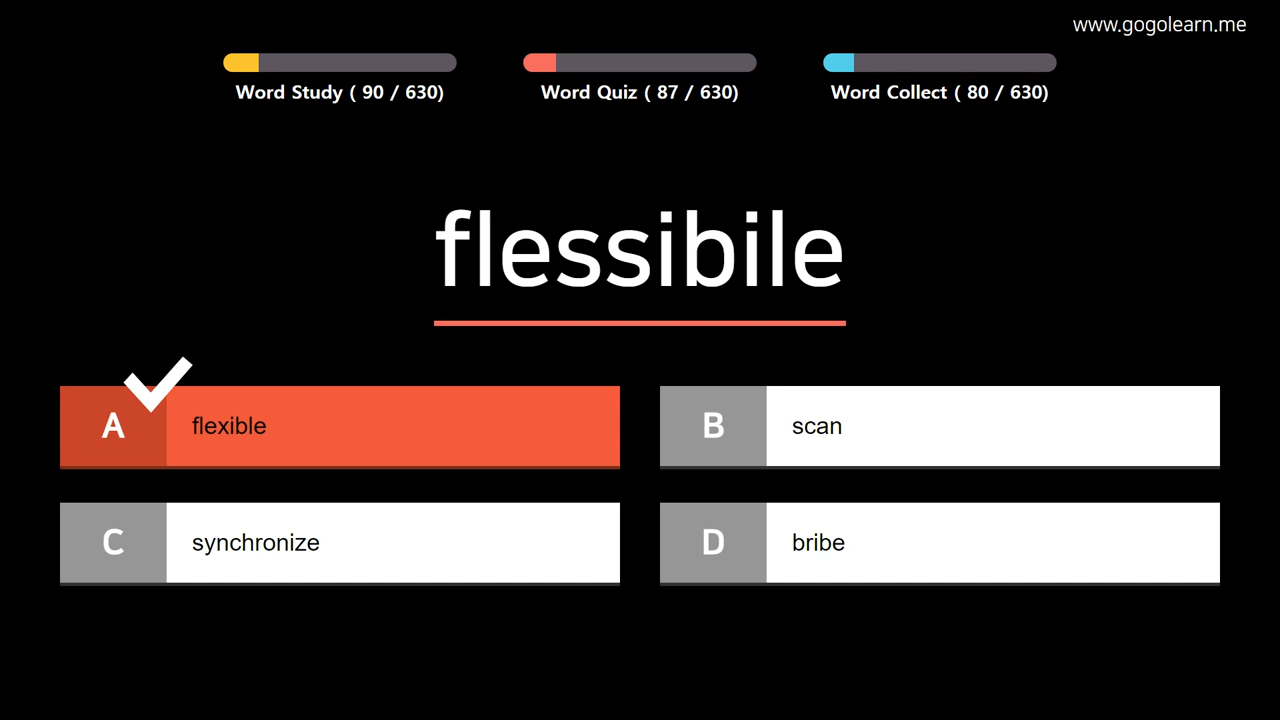 www.gogolearn.me
Word Study ( 90 / 630)
Word Quiz ( 87 / 630)
Word Collect ( 80 / 630)
flessibile
A flexible
B scan
C synchronize
D bribe